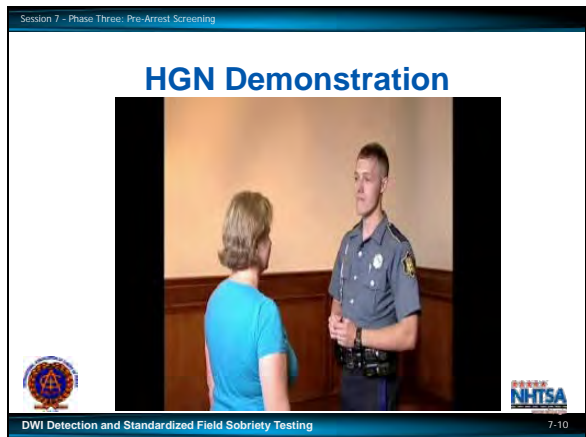 Session 7 - Phase Three: Pre-Arrest Screening
HGN Demonstration
NHTSA
DWI Detection and Standardized Field Sobriety Testing
7-10